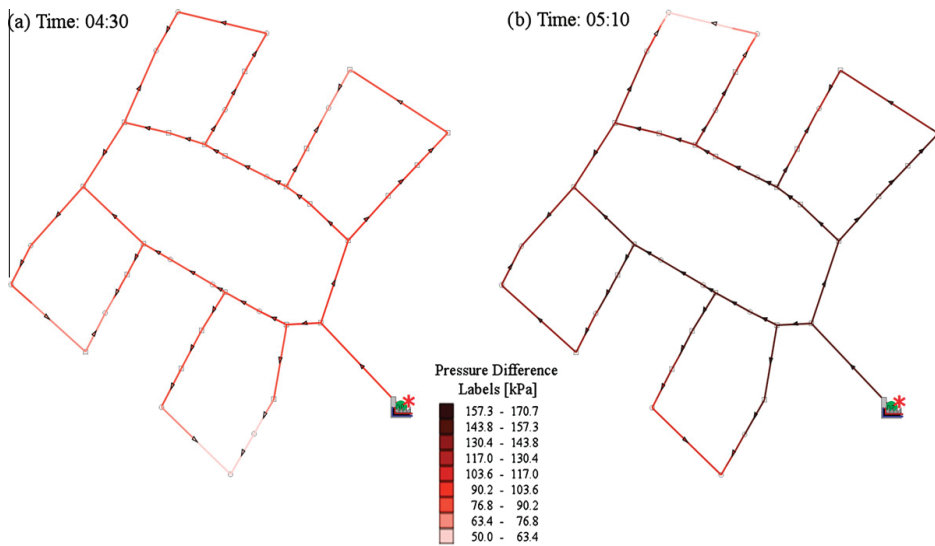 (a) Time: 04:30
(b) Time: 05:10
Pressure Difference
Labels [kPa]
157.3 - 170.7
143.8 - 157.3
130.4 - 143.8
117.0 - 130.4
103.6 - 117.0
90.2 - 103.6
76.8 - 90.2
63.4 - 76.8
50.0 - 63.4